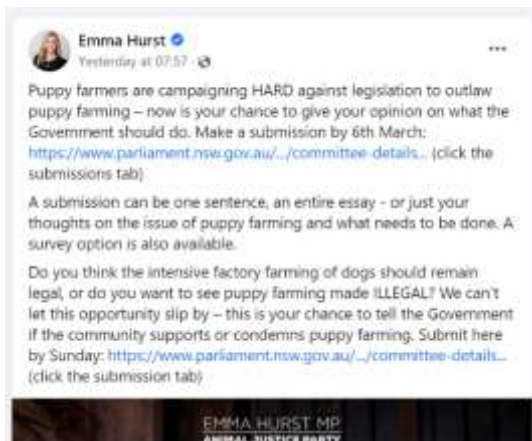 Emma Hurst
Yesterday at 07:57 ·
Puppy farmers are campaigning HARD against legislation to outlaw
puppy farming – now is your chance to give your opinion on what the
Government should do. Make a submission by 6th March:
https://www.parliament.nsw.gov.au/.../committee-details... (click the
submissions tab)
A submission can be one sentence, an entire essay - or just your
thoughts on the issue of puppy farming and what needs to be done. A
survey option is also available.
Do you think the intensive factory farming of dogs should remain
legal, or do you want to see puppy farming made ILLEGAL? We can't
let this opportunity slip by – this is your chance to tell the Government
if the community supports or condemns puppy farming. Submit here
by Sunday: https://www.parliament.nsw.gov.au/.../committee-details...
(click the submission tab)
EMMA HURST MP
ANIMAL JUSTICE PARTY